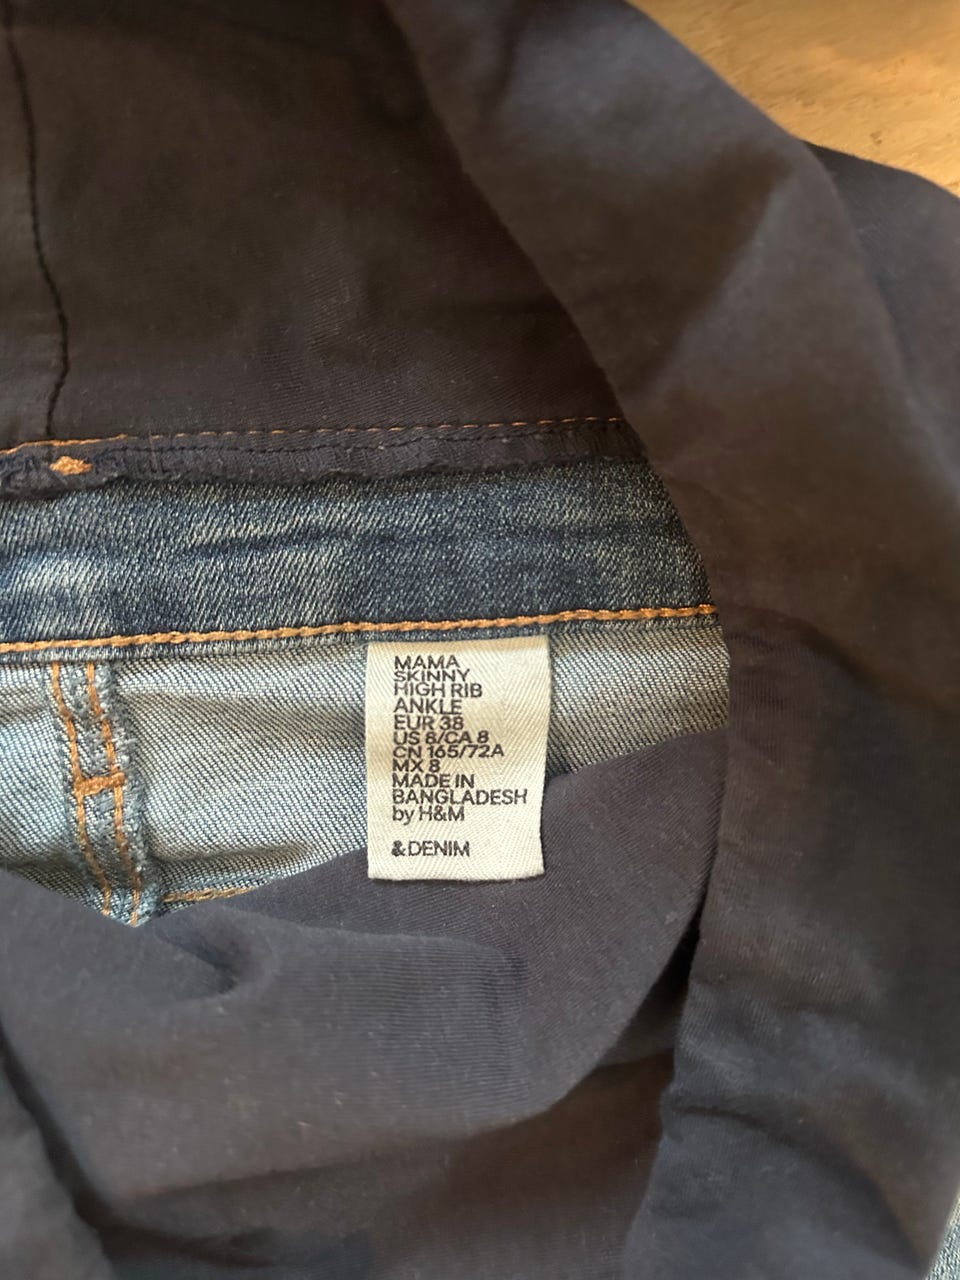 MAMA
SKINNY
HIGH RIB
ANKLE
EUR 38
US 8/CA 8
CN 165/72A
MX 8
MADE IN
BANGLADESH
by H&M
&DENIM